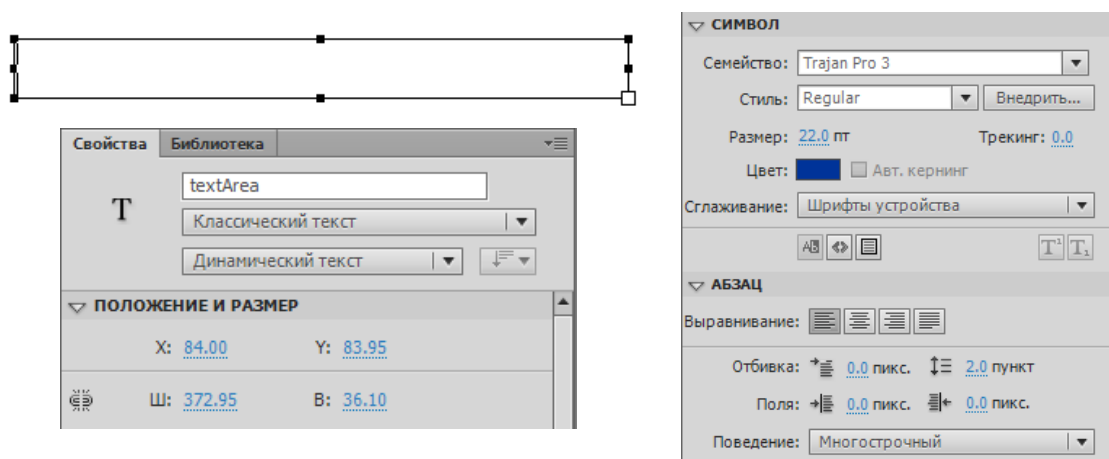 Свойства Библиотека
T
textArea
Классический текст
Динамический текст
ПОЛОЖЕНИЕ И РАЗМЕР
X: 84.00 Y: 83.95
Ш: 372.95 В: 36.10
СИМВОЛ
Семейство: Trajan Pro 3
Стиль: Regular Внедрить...
Размер: 22.0 пт Трекинг: 0.0
Цвет: Авт. кернинг
Сглаживание: Шрифты устройства
T¹ T₁
АБЗАЦ
Выравнивание:
Отбивка: 0.0 пикс. 2.0 пункт
Поля: 0.0 пикс. 0.0 пикс.
Поведение: Многострочный